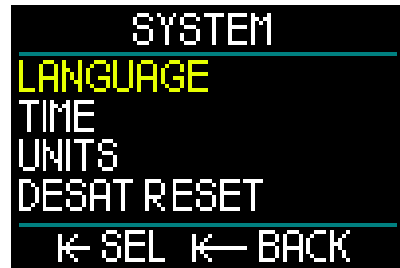 SYSTEM
LANGUAGE
TIME
UNITS
DESAT RESET
SEL BACK